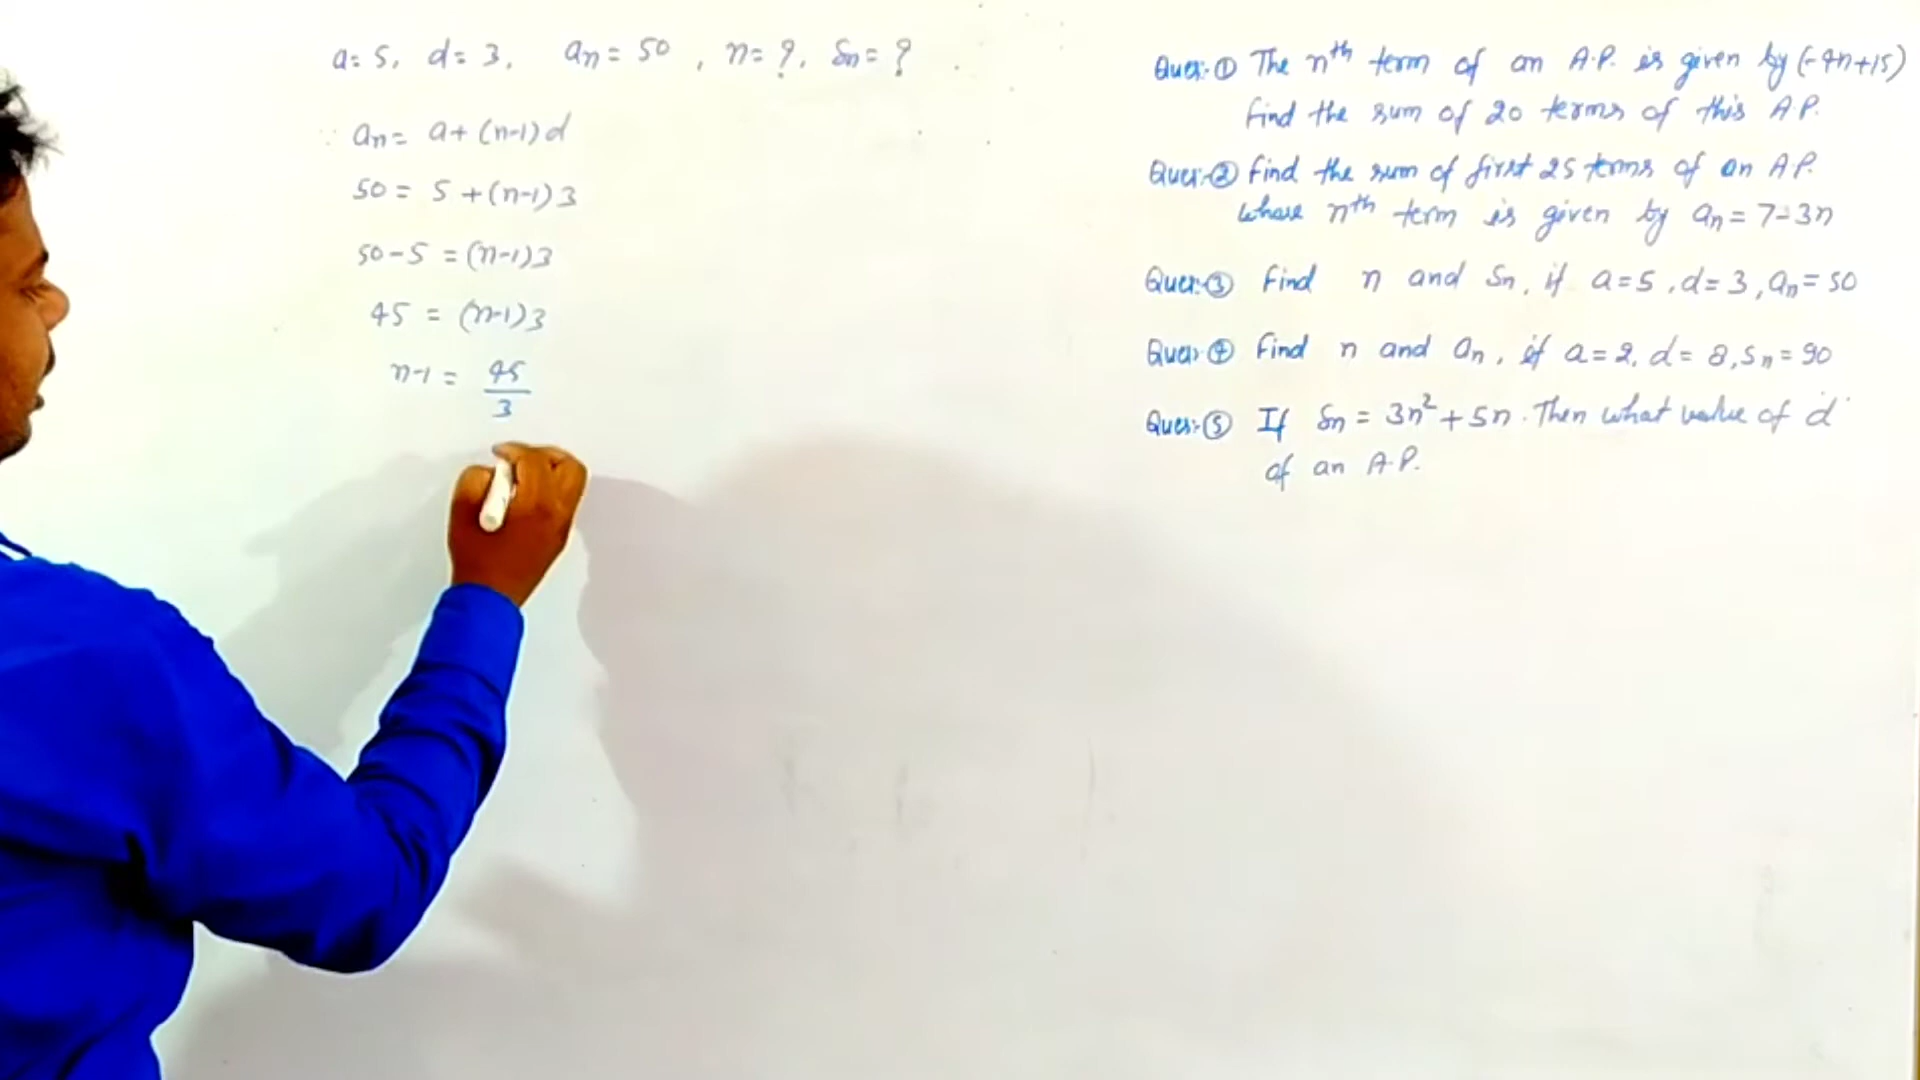 a = 5, d = 3, an = 50, n = ?, Sn = ?
∵ an = a + (n-1)d
50 = 5 + (n-1)3
50-5 = (n-1)3
45 = (n-1)3
n-1 = 45/3
Ques:-① The nth term of an A.P. is given by (-4n+15)
find the sum of 20 terms of this A.P.
Ques:-② find the sum of first 25 terms of an A.P.
whose nth term is given by an = 7-3n
Ques:-③ Find n and Sn, if a=5, d=3, an=50
Ques:-④ Find n and an, if a=2, d=8, Sn=90
Ques:-⑤ If Sn = 3n²+5n. Then what value of 'd'
of an A.P.